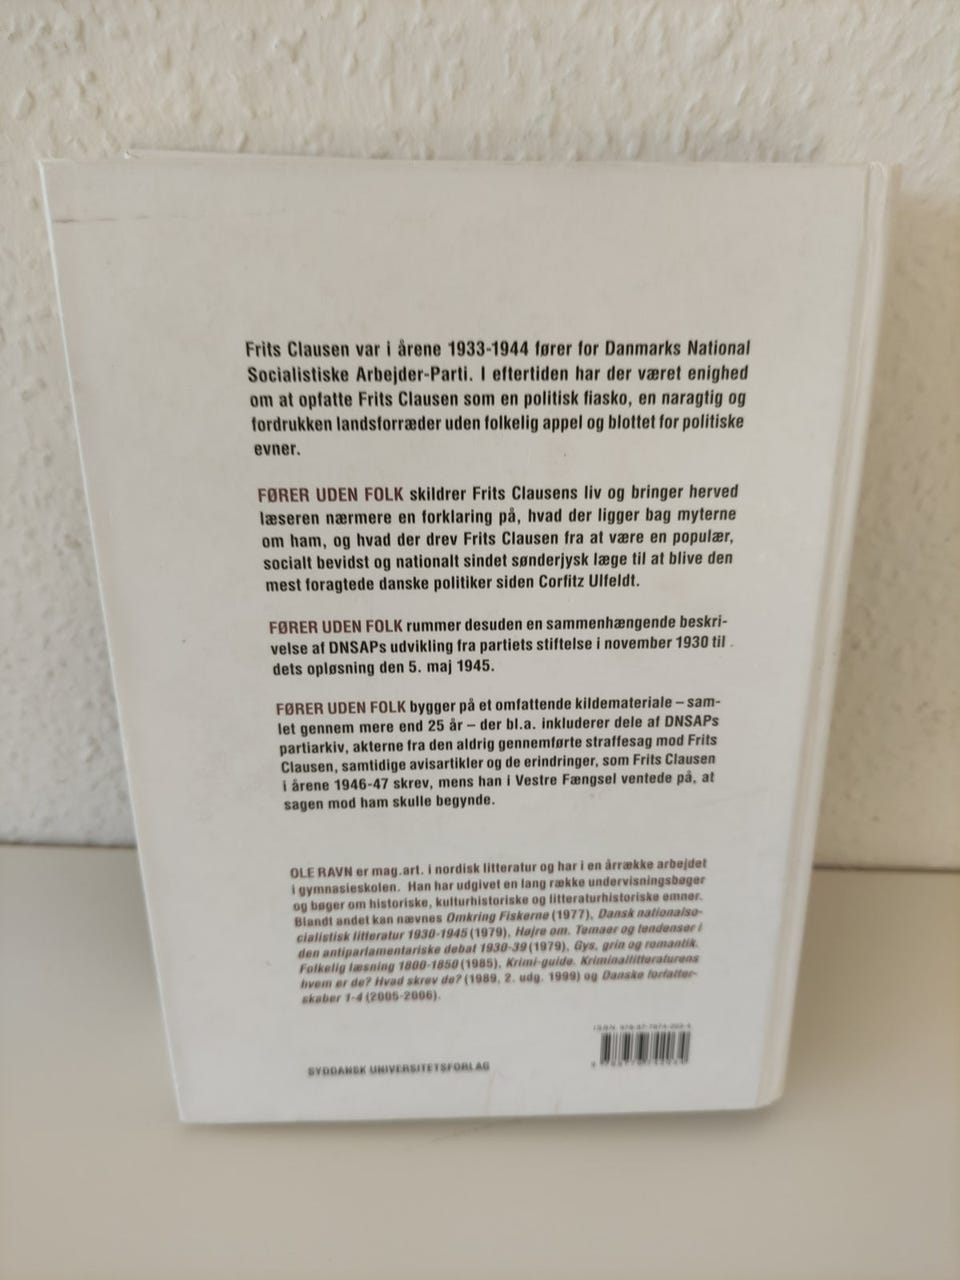 Frits Clausen var i årene 1933-1944 fører for Danmarks National
Socialistiske Arbejder-Parti. I eftertiden har der været enighed
om at opfatte Frits Clausen som en politisk fiasko, en naragtig og
fordrukken landsforræder uden folkelig appel og blottet for politiske
evner.
FØRER UDEN FOLK skildrer Frits Clausens liv og bringer herved
læseren nærmere en forklaring på, hvad der ligger bag myterne
om ham, og hvad der drev Frits Clausen fra at være en populær,
socialt bevidst og nationalt sindet sønderjysk læge til at blive den
mest foragtede danske politiker siden Corfitz Ulfeldt.
FØRER UDEN FOLK rummer desuden en sammenhængende beskri-
velse af DNSAPs udvikling fra partiets stiftelse i november 1930 til
dets opløsning den 5. maj 1945.
FØRER UDEN FOLK bygger på et omfattende kildemateriale – sam-
let gennem mere end 25 år – der bl.a. inkluderer dele af DNSAPs
partiarkiv, akterne fra den aldrig gennemførte straffesag mod Frits
Clausen, samtidige avisartikler og de erindringer, som Frits Clausen
i årene 1946-47 skrev, mens han i Vestre Fængsel ventede på, at
sagen mod ham skulle begynde.
OLE RAVN er mag.art. i nordisk litteratur og har i en årrække arbejdet
i gymnasieskolen. Han har udgivet en lang række undervisningsbøger
og bøger om historiske, kulturhistoriske og litteraturhistoriske emner.
Blandt andet kan nævnes Omkring Fiskerne (1977), Dansk nationalso-
cialistisk litteratur 1930-1945 (1979), Højre om. Temaer og tendenser i
den antiparlamentariske debat 1930-39 (1979), Gys, grin og romantik.
Folkelig læsning 1800-1850 (1985), Krimi-guide. Kriminallitteraturens
hvem er de? Hvad skrev de? (1989, 2. udg. 1999) og Danske forfatter-
skaber 1-4 (2005-2006).
ISBN
SYDDANSK UNIVERSITETSFORLAG